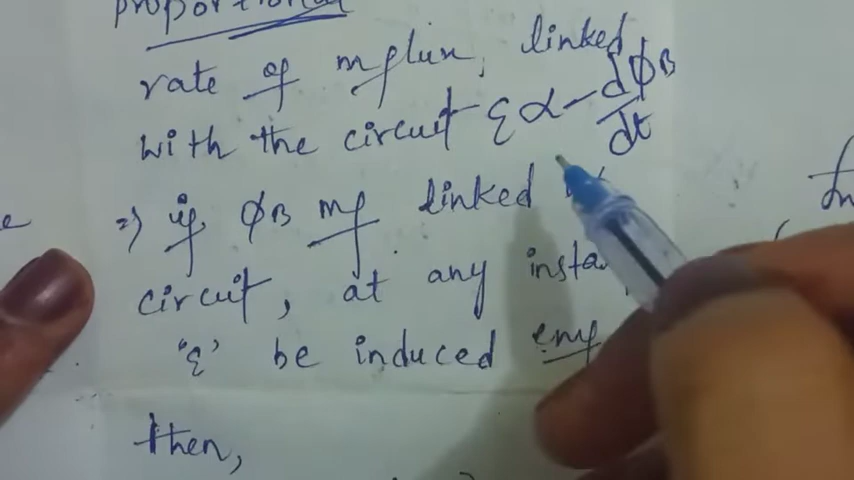 proportional
rate of mflux, linked
with the circuit ξ α - dϕB/dt
=) if ϕB mf linked
circuit, at any insta
'ξ' be induced emf
then,